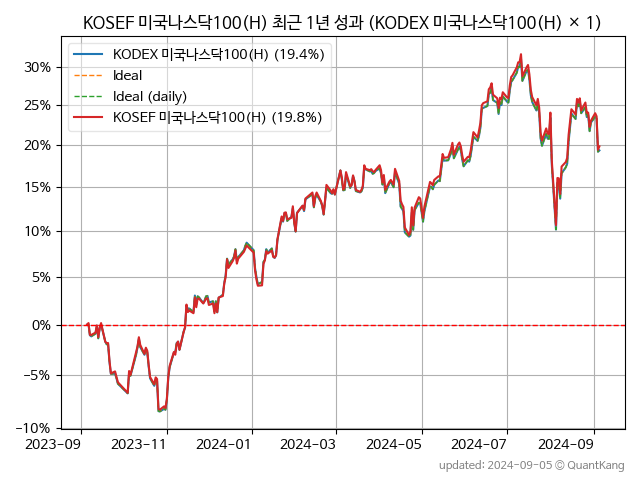 KOSEF 미국나스닥100(H) 최근 1년 성과 (KODEX 미국나스닥100(H) × 1)
KODEX 미국나스닥100(H) (19.4%)
Ideal
Ideal (daily)
KOSEF 미국나스닥100(H) (19.8%)
30%
25%
20%
15%
10%
5%
0%
−5%
−10%
2023-09 2023-11 2024-01 2024-03 2024-05 2024-07 2024-09
updated: 2024-09-05 © QuantKang